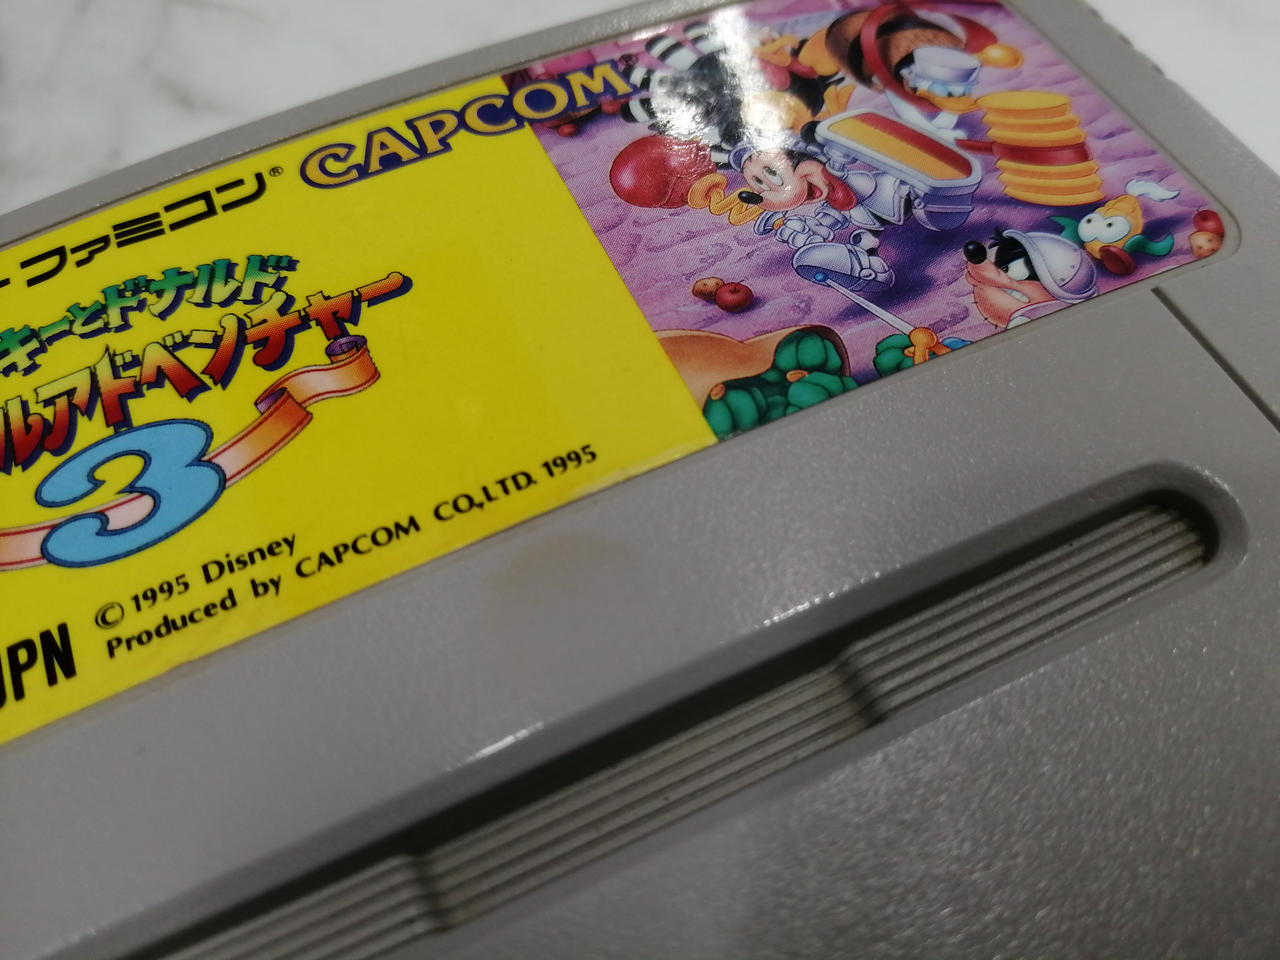 ー ファミコン® CAPCOM®
キーとドナルド
ルアドベンチャー
3
© 1995 Disney
Produced by CAPCOM CO.,LTD. 1995
JPN